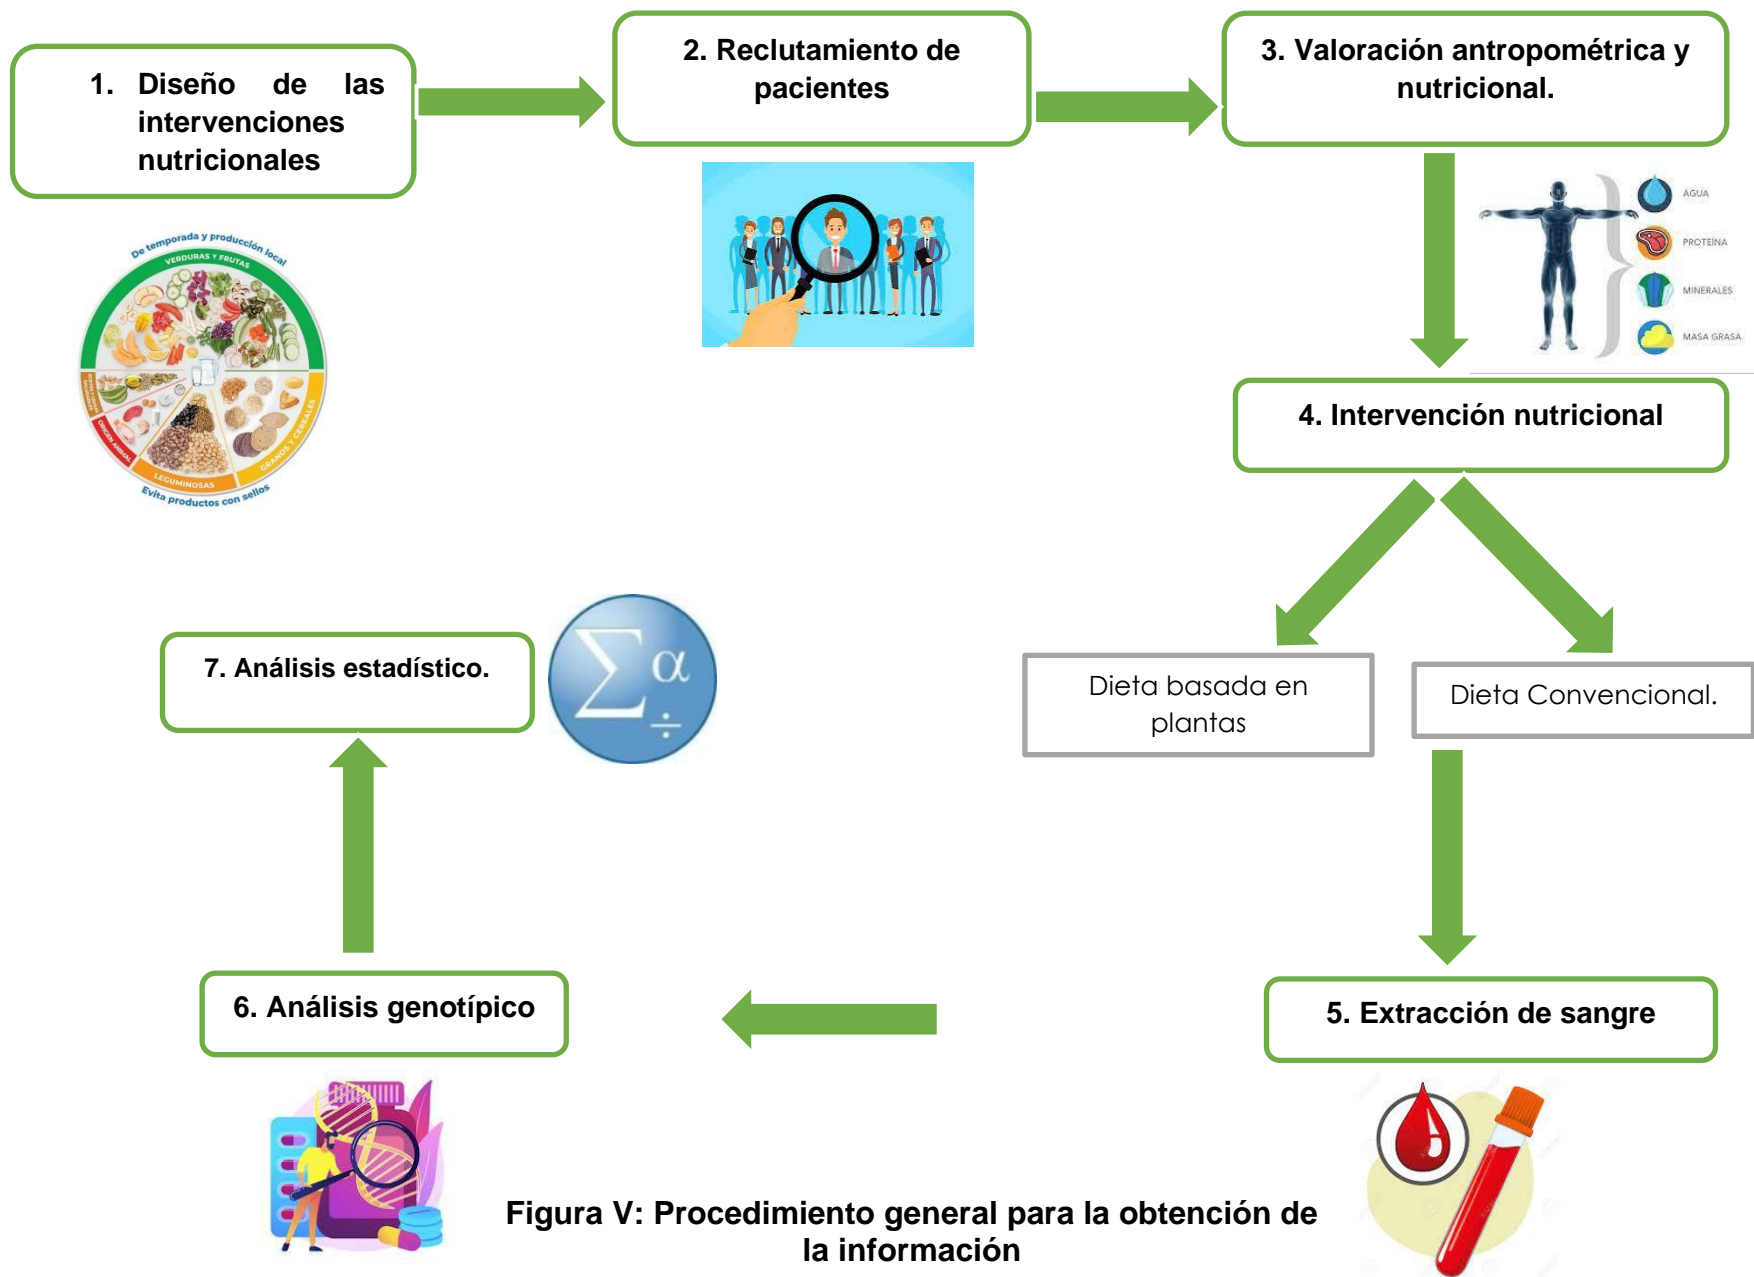 1. Diseño de las
intervenciones
nutricionales
2. Reclutamiento de
pacientes
3. Valoración antropométrica y
nutricional.
De temporada y producción local
VERDURAS Y FRUTAS
GRANOS Y CEREALES
LEGUMINOSAS
ORIGEN ANIMAL
Evita productos con sellos
AGUA
PROTEÍNA
MINERALES
MASA GRASA
4. Intervención nutricional
Dieta basada en
plantas
Dieta Convencional.
7. Análisis estadístico.
Σ α
÷
6. Análisis genotípico
5. Extracción de sangre
Figura V: Procedimiento general para la obtención de
la información